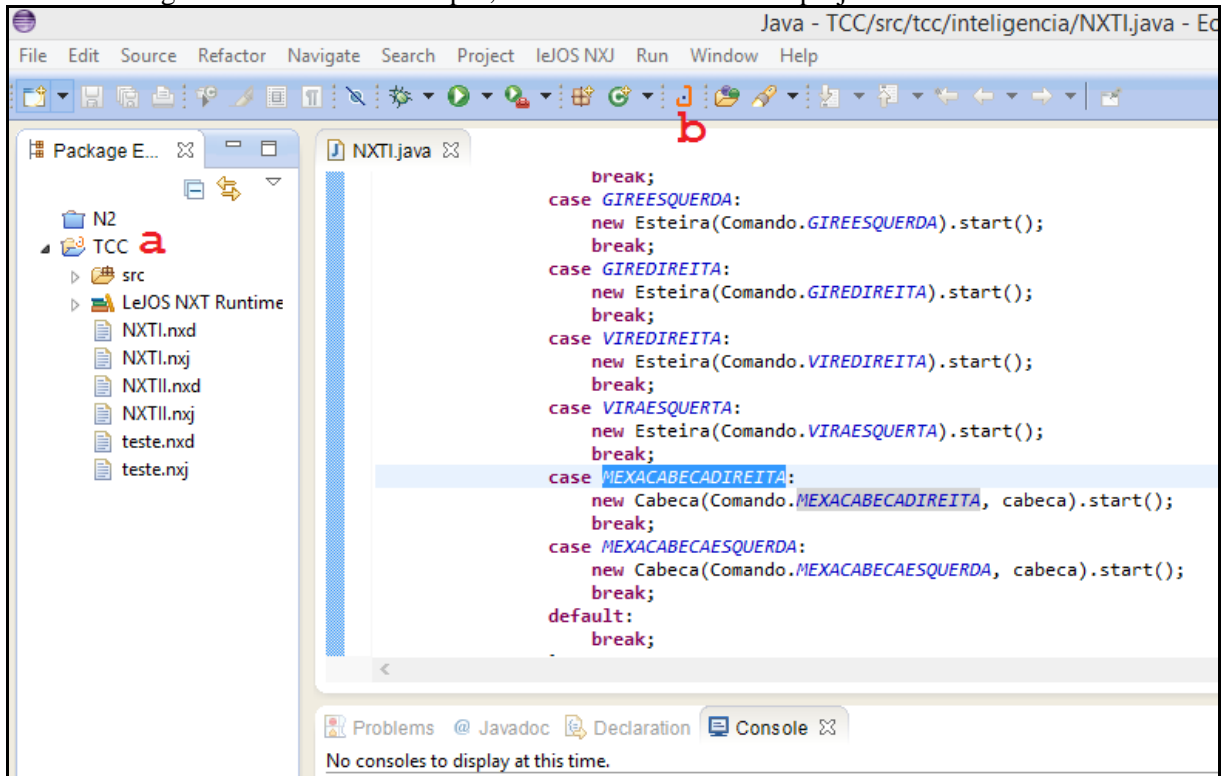 Java - TCC/src/tcc/inteligencia/NXTI.java - Ec
File Edit Source Refactor Navigate Search Project leJOS NXJ Run Window Help
b
Package E...
NXTI.java
N2
TCC a
src
LeJOS NXT Runtime
NXTI.nxd
NXTI.nxj
NXTII.nxd
NXTII.nxj
teste.nxd
teste.nxj
break;
case GIREESQUERDA:
new Esteira(Comando.GIREESQUERDA).start();
break;
case GIREDIREITA:
new Esteira(Comando.GIREDIREITA).start();
break;
case VIREDIREITA:
new Esteira(Comando.VIREDIREITA).start();
break;
case VIRAESQUERTA:
new Esteira(Comando.VIRAESQUERTA).start();
break;
case MEXACABECADIREITA:
new Cabeca(Comando.MEXACABECADIREITA, cabeca).start();
break;
case MEXACABECAESQUERDA:
new Cabeca(Comando.MEXACABECAESQUERDA, cabeca).start();
break;
default:
break;
Problems @ Javadoc Declaration Console
No consoles to display at this time.